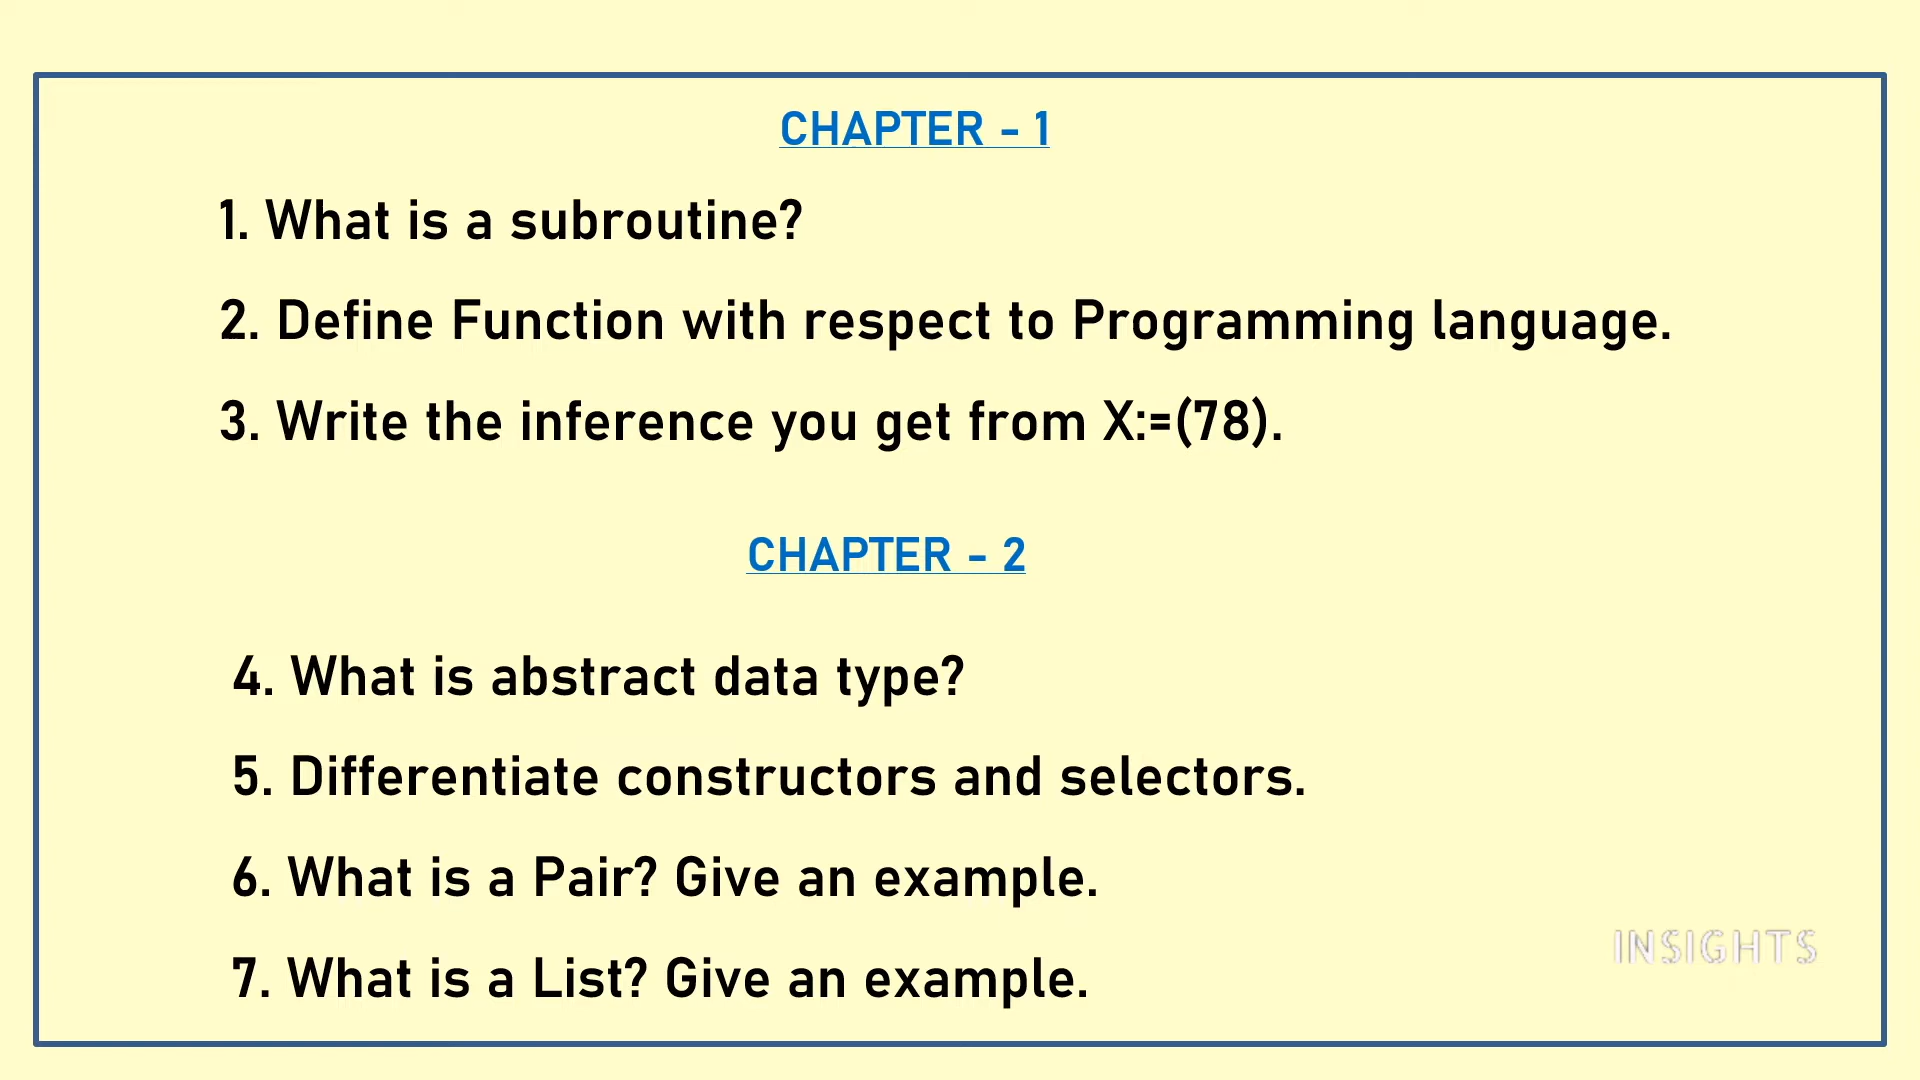 CHAPTER - 1
1. What is a subroutine?
2. Define Function with respect to Programming language.
3. Write the inference you get from X:=(78).
CHAPTER - 2
4. What is abstract data type?
5. Differentiate constructors and selectors.
6. What is a Pair? Give an example.
7. What is a List? Give an example.
INSIGHTS